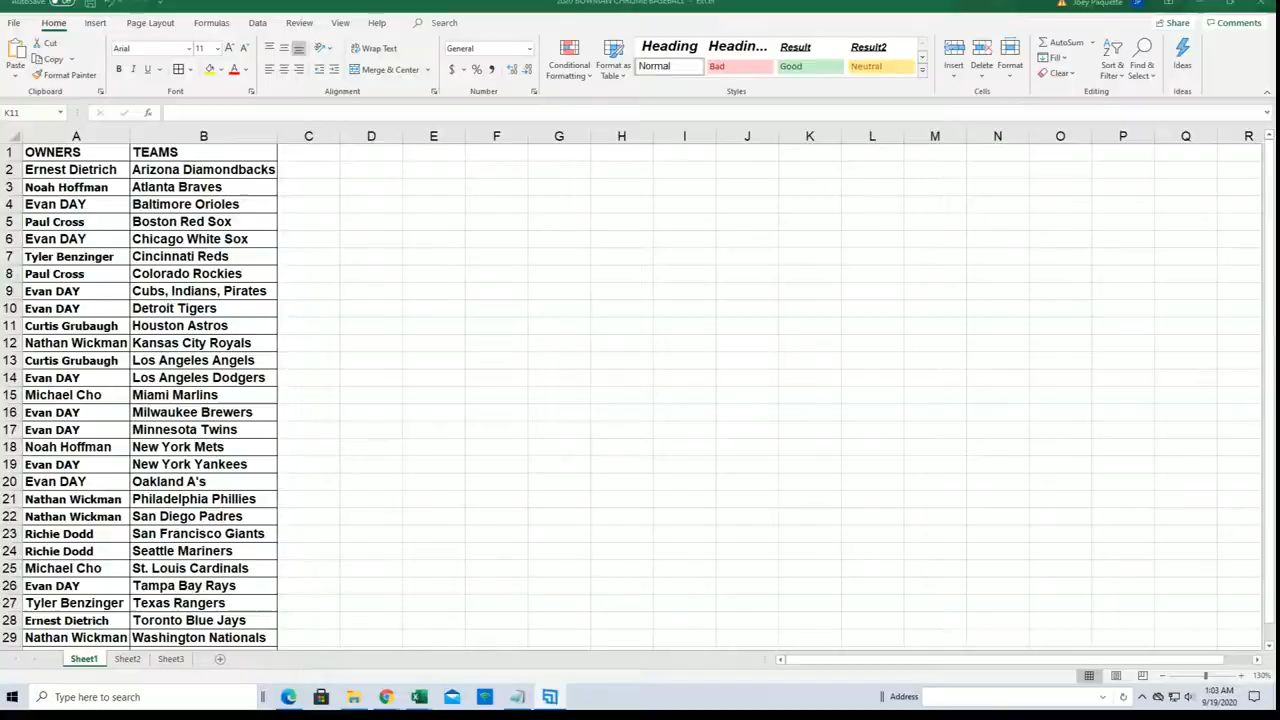 AutoSave Off
2020 BOWMAN CHROME BASEBALL - Excel
Joey Paquette
File Home Insert Page Layout Formulas Data Review View Help Search
Share Comments
Paste Cut Copy Format Painter
Arial 11
Wrap Text
Merge & Center
General
Conditional Formatting
Format as Table
Heading Headin... Result Result2
Normal Bad Good Neutral
Insert Delete Format
AutoSum Fill Clear
Sort & Filter
Find & Select
Ideas
Clipboard Font Alignment Number Styles Cells Editing Ideas
K11
A B C D E F G H I J K L M N O P Q R
1 OWNERS TEAMS
2 Ernest Dietrich Arizona Diamondbacks
3 Noah Hoffman Atlanta Braves
4 Evan DAY Baltimore Orioles
5 Paul Cross Boston Red Sox
6 Evan DAY Chicago White Sox
7 Tyler Benzinger Cincinnati Reds
8 Paul Cross Colorado Rockies
9 Evan DAY Cubs, Indians, Pirates
10 Evan DAY Detroit Tigers
11 Curtis Grubaugh Houston Astros
12 Nathan Wickman Kansas City Royals
13 Curtis Grubaugh Los Angeles Angels
14 Evan DAY Los Angeles Dodgers
15 Michael Cho Miami Marlins
16 Evan DAY Milwaukee Brewers
17 Evan DAY Minnesota Twins
18 Noah Hoffman New York Mets
19 Evan DAY New York Yankees
20 Evan DAY Oakland A's
21 Nathan Wickman Philadelphia Phillies
22 Nathan Wickman San Diego Padres
23 Richie Dodd San Francisco Giants
24 Richie Dodd Seattle Mariners
25 Michael Cho St. Louis Cardinals
26 Evan DAY Tampa Bay Rays
27 Tyler Benzinger Texas Rangers
28 Ernest Dietrich Toronto Blue Jays
29 Nathan Wickman Washington Nationals
Sheet1 Sheet2 Sheet3
130%
Type here to search
Address
1:03 AM
9/19/2020